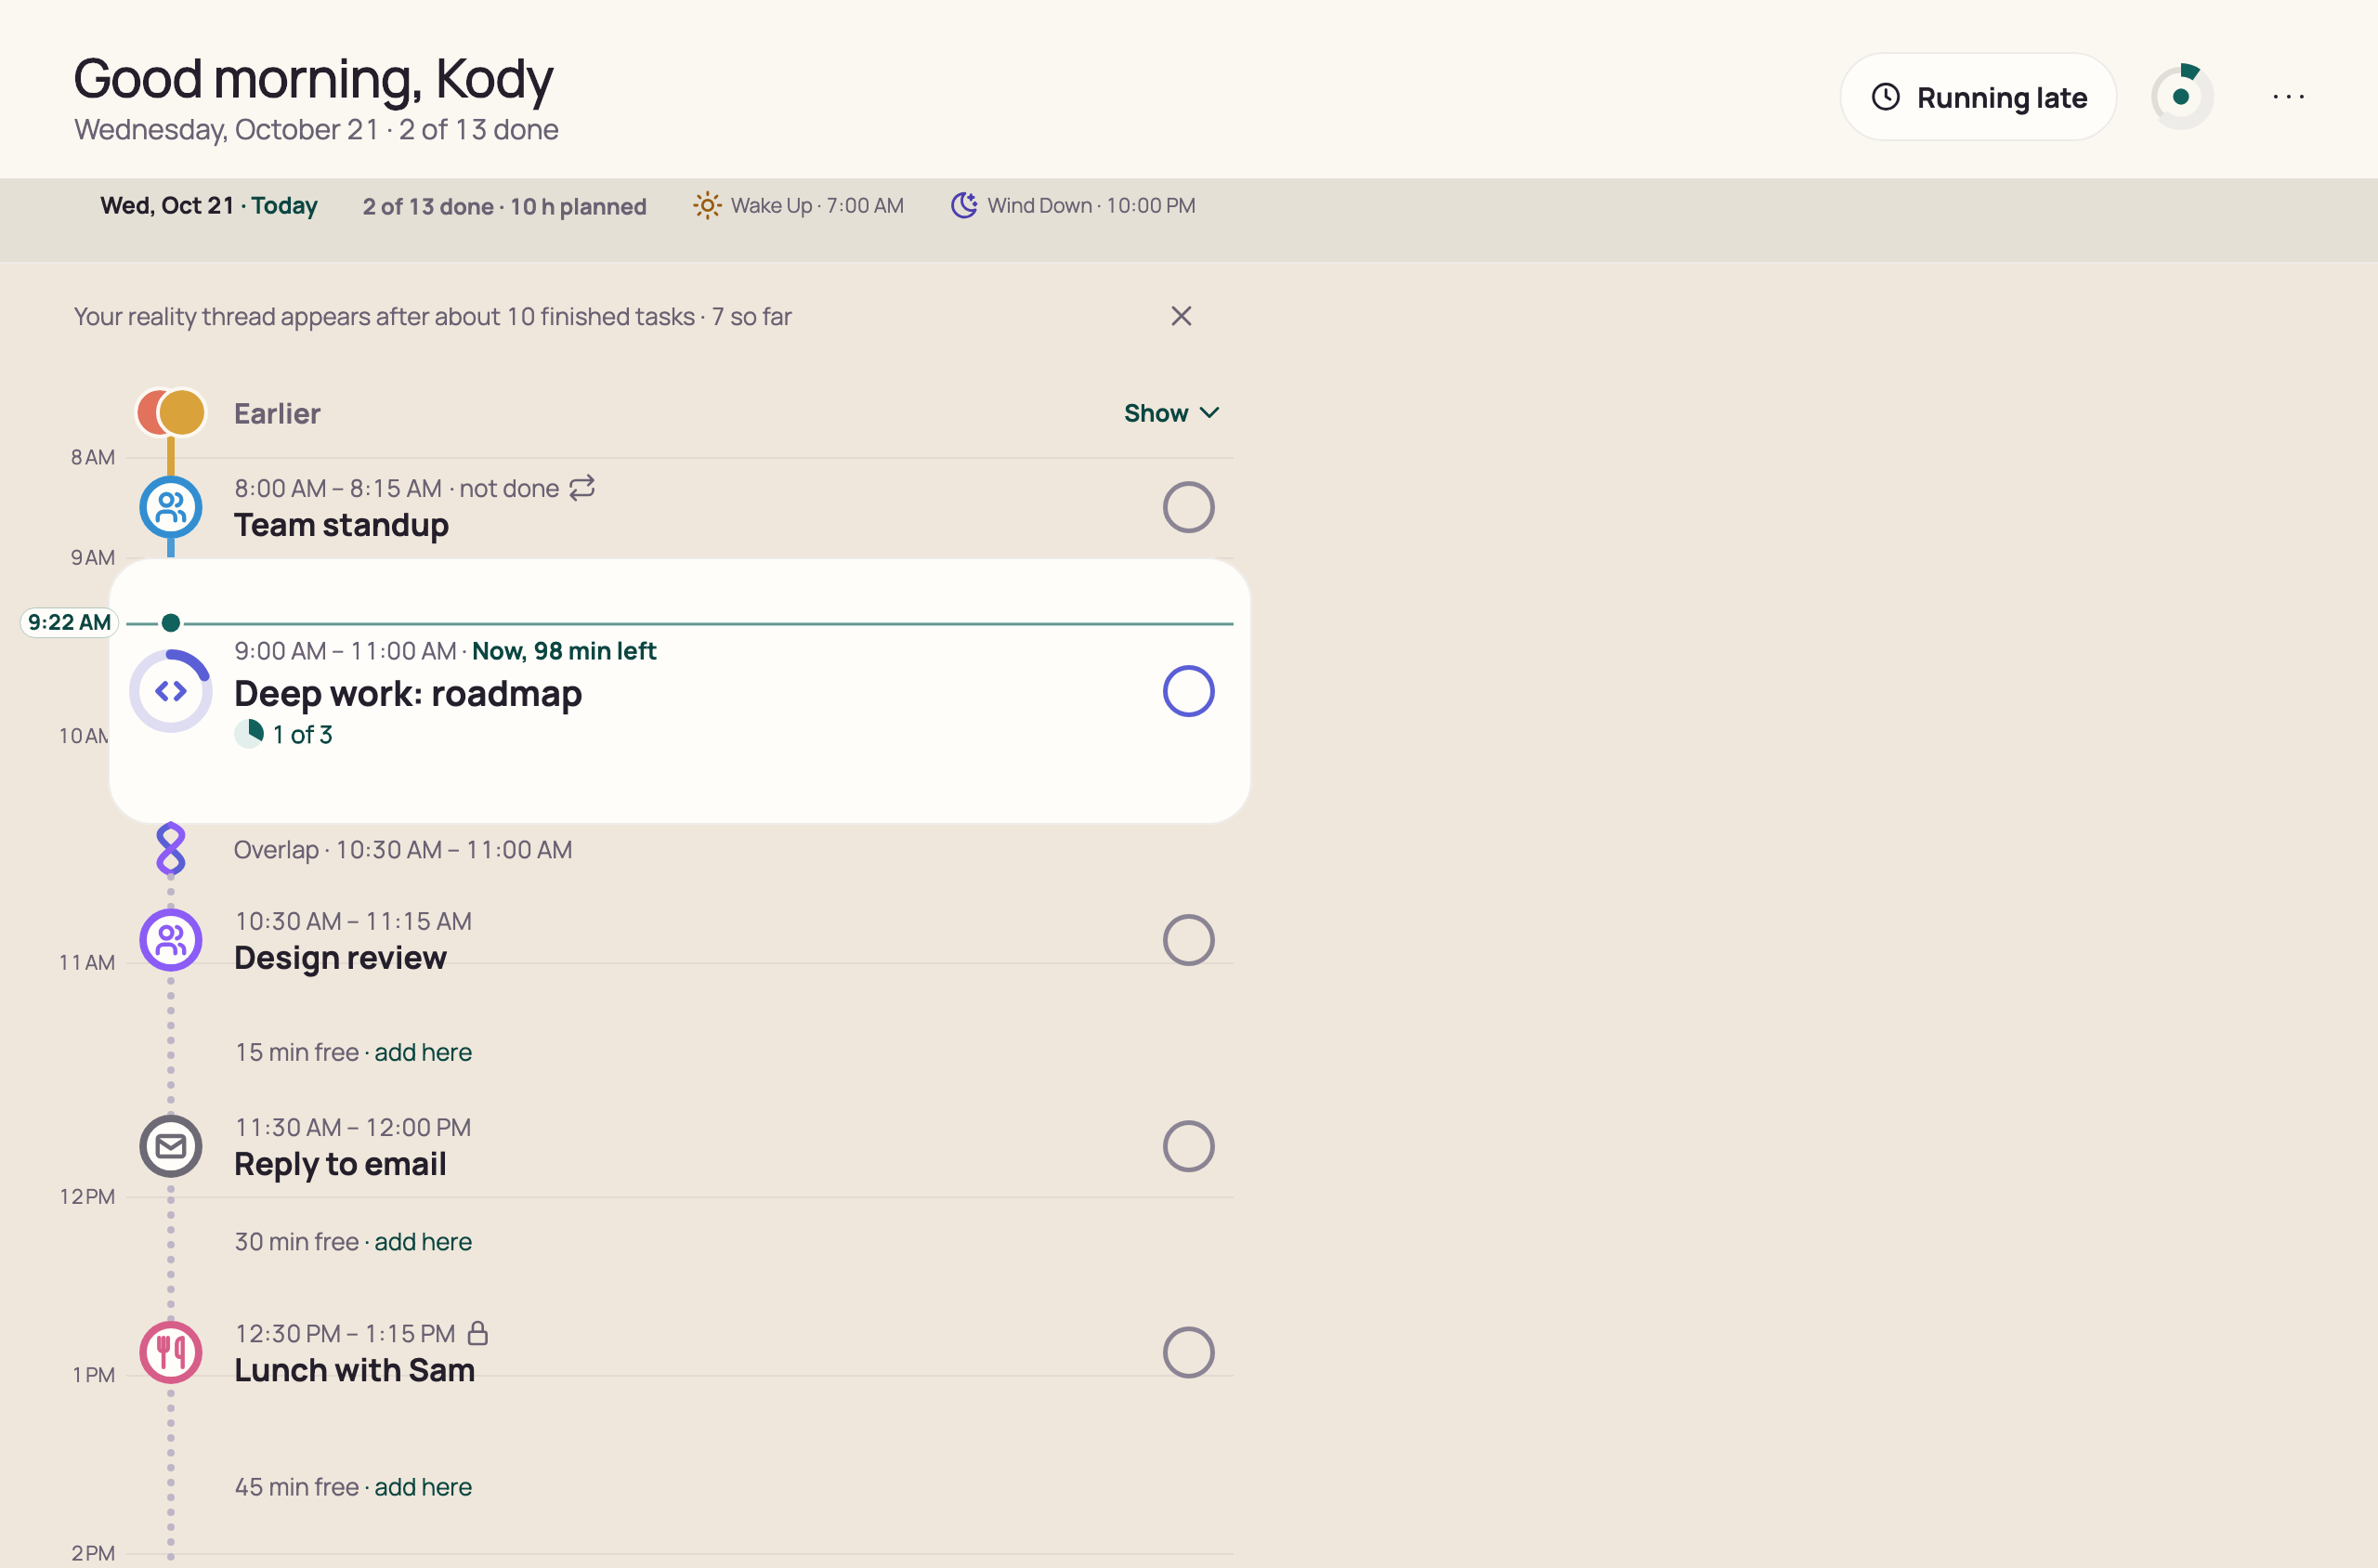 Good morning, Kody
Wednesday, October 21 · 2 of 13 done
Running late
Wed, Oct 21 · Today
2 of 13 done · 10 h planned
Wake Up · 7:00 AM
Wind Down · 10:00 PM
Your reality thread appears after about 10 finished tasks · 7 so far
Earlier
Show
8 AM
8:00 AM – 8:15 AM · not done
Team standup
9 AM
9:22 AM
9:00 AM – 11:00 AM · Now, 98 min left
Deep work: roadmap
1 of 3
10 AM
Overlap · 10:30 AM – 11:00 AM
10:30 AM – 11:15 AM
Design review
11 AM
15 min free · add here
11:30 AM – 12:00 PM
Reply to email
12 PM
30 min free · add here
12:30 PM – 1:15 PM
Lunch with Sam
1 PM
45 min free · add here
2 PM